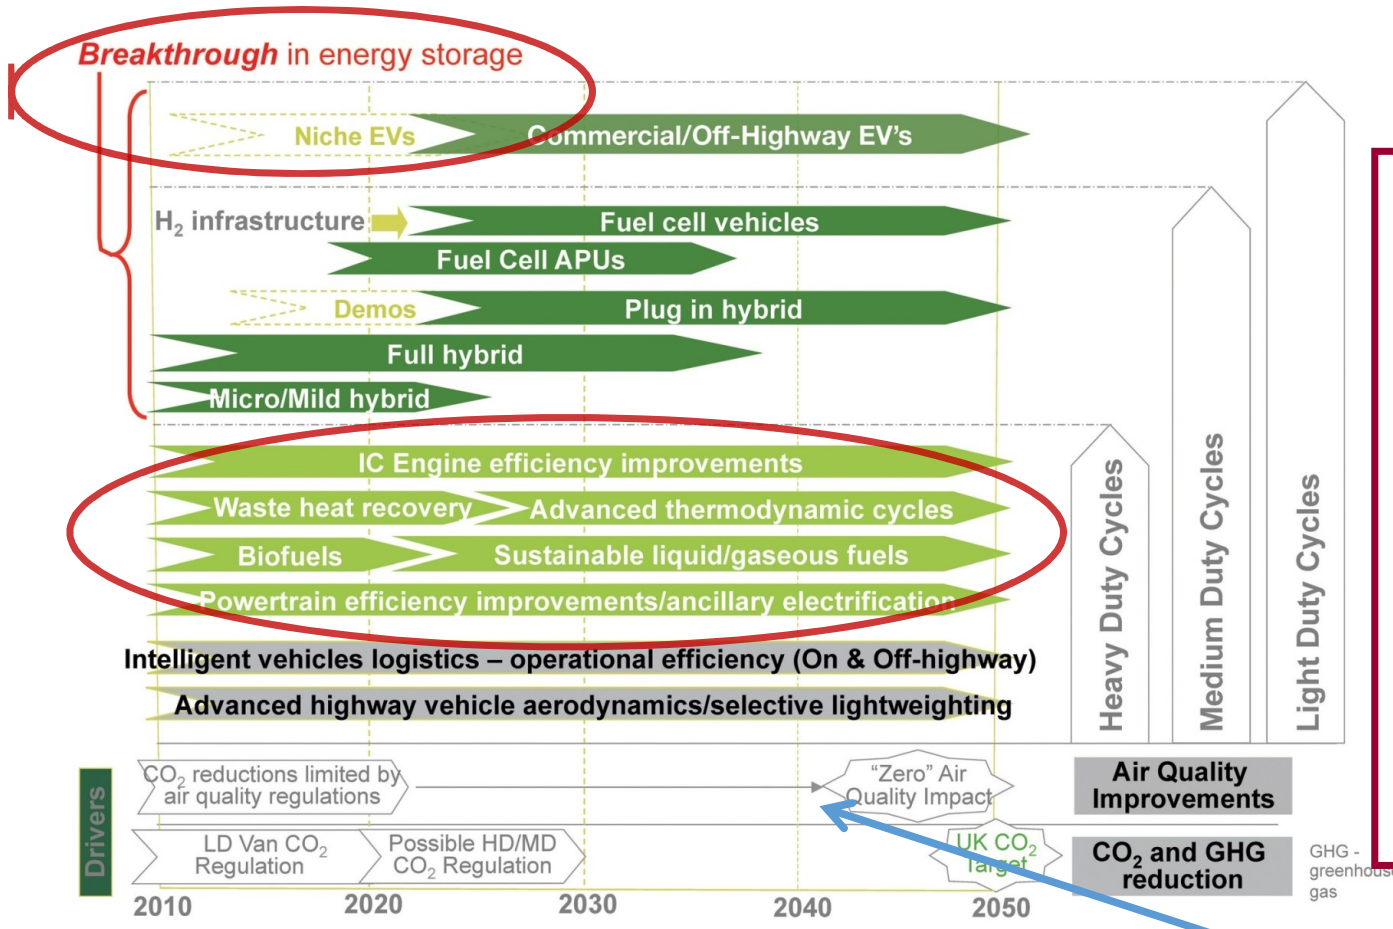 Breakthrough in energy storage
Niche EVs
Commercial/Off-Highway EV's
H2 infrastructure
Fuel cell vehicles
Fuel Cell APUs
Demos
Plug in hybrid
Full hybrid
Micro/Mild hybrid
IC Engine efficiency improvements
Waste heat recovery
Advanced thermodynamic cycles
Biofuels
Sustainable liquid/gaseous fuels
Powertrain efficiency improvements/ancillary electrification
Intelligent vehicles logistics – operational efficiency (On & Off-highway)
Advanced highway vehicle aerodynamics/selective lightweighting
Heavy Duty Cycles
Medium Duty Cycles
Light Duty Cycles
Drivers
CO2 reductions limited by
air quality regulations
"Zero" Air
Quality Impact
Air Quality
Improvements
LD Van CO2
Regulation
Possible HD/MD
CO2 Regulation
UK CO2
Target
CO2 and GHG
reduction
GHG -
greenhouse
gas
2010
2020
2030
2040
2050